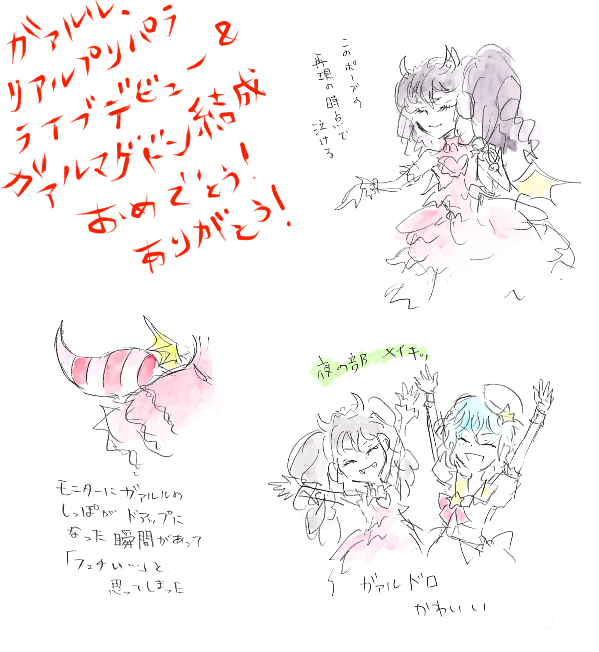 ガァルル、
リアルプリパラ
ライブデビュー&
ガァルマゲドン結成
おめでとう!
ありがとう!
このポーズの
再現の時点で
泣ける
モニターにガァルルの
しっぽがドアップに
なった瞬間があって
「フェチい…」と
思ってしまった
夜の部 メイキッ
ガァルドロ
かわいい